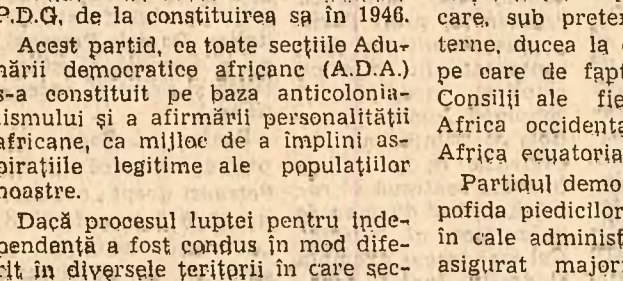 P.D.G, de la constituirea sa în 1946.
Acest partid, ca toate secțiile Adu-
nării democratice africane (A.D.A.)
s-a constituit pe baza anticolonia-
lismului și a afirmării personalității
africane, ca mijloc de a împlini as-
pirațiile legitime ale populațiilor
noastre.
Dacă procesul luptei pentru inde-
pendență a fost condus în mod dife-
rit în diversele teritorii în care sec-
care, sub pretex
terne, ducea la
pe care de fapt
Consilii ale fie
Africa occidenta
Africa ecuatoria
Partidul demo
pofida piedicilor
în cale administ
asigurat major